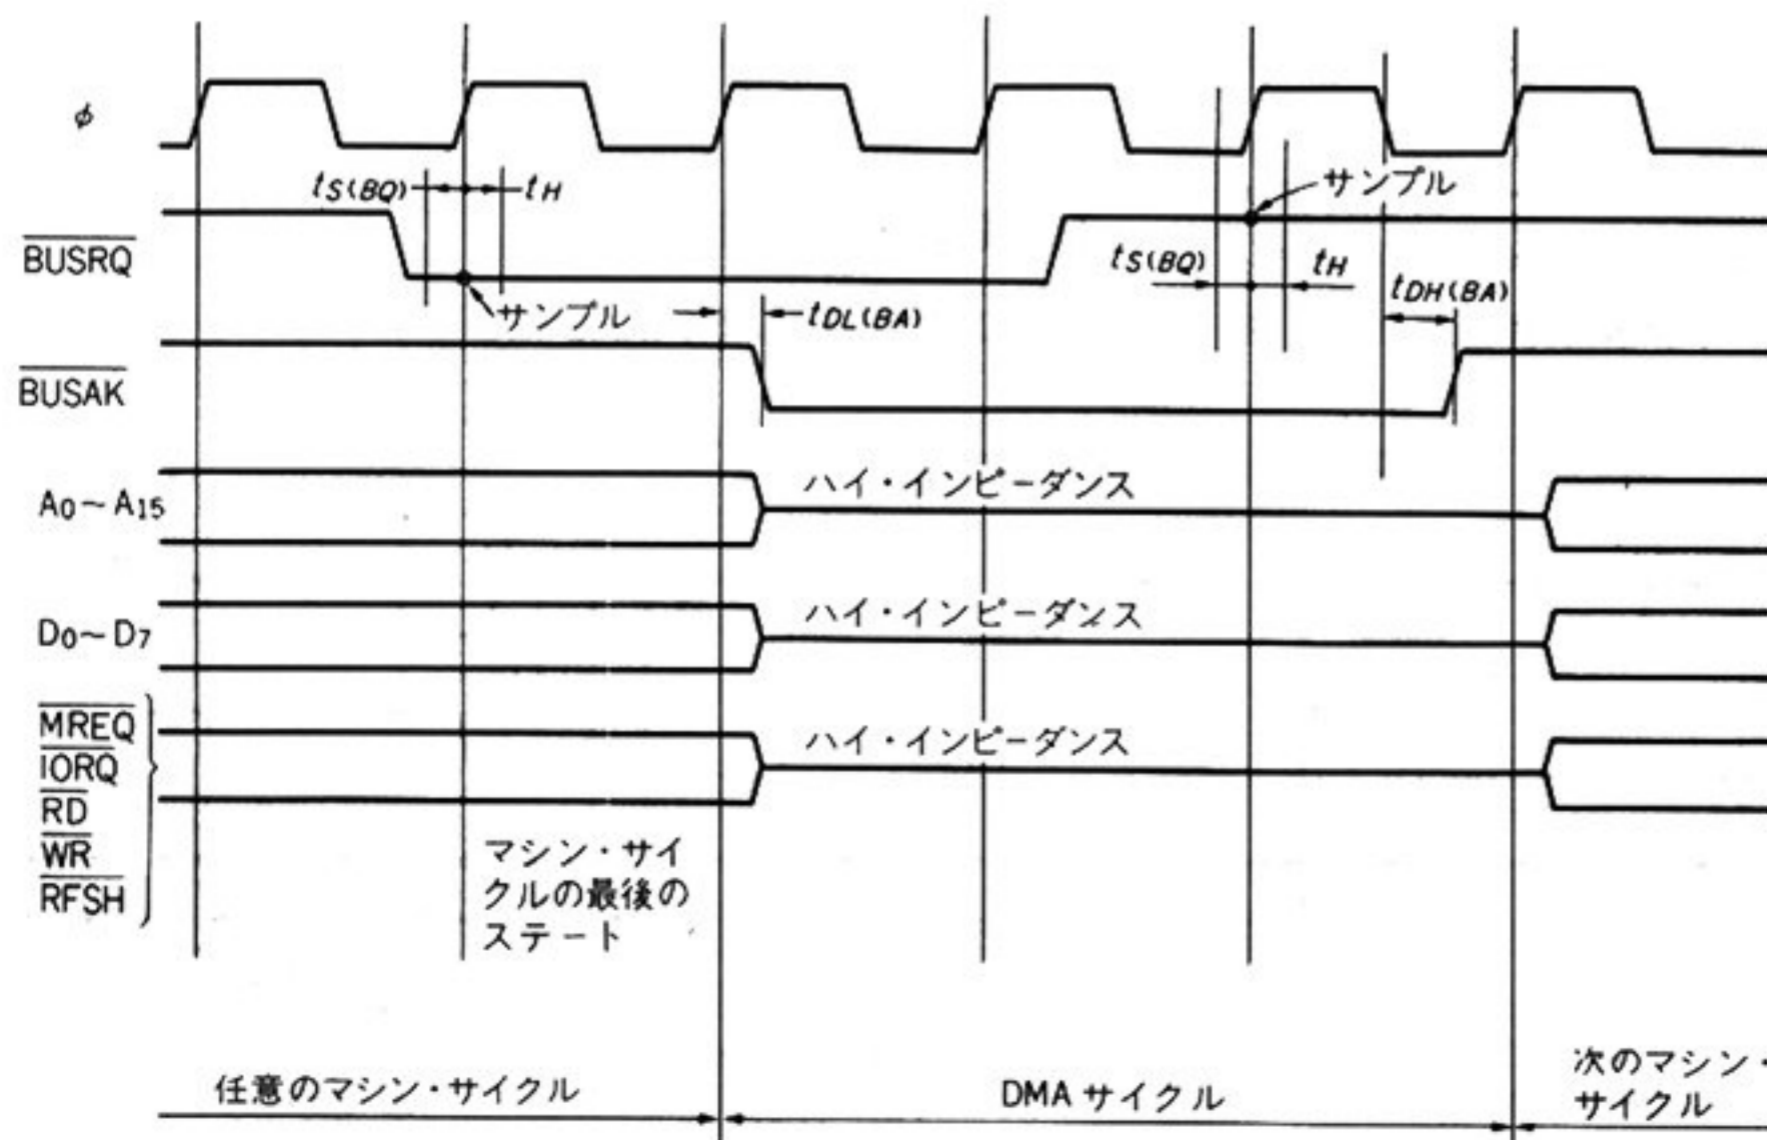 φ
tS(BQ) tH
サンプル
BUSRQ
tS(BQ) tH
tDH(BA)
サンプル
tDL(BA)
BUSAK
ハイ・インピーダンス
A0~A15
ハイ・インピーダンス
D0~D7
MREQ
ハイ・インピーダンス
IORQ
RD
WR
RFSH
マシン・サイ
クルの最後の
ステート
任意のマシン・サイクル
DMAサイクル
次のマシン・
サイクル